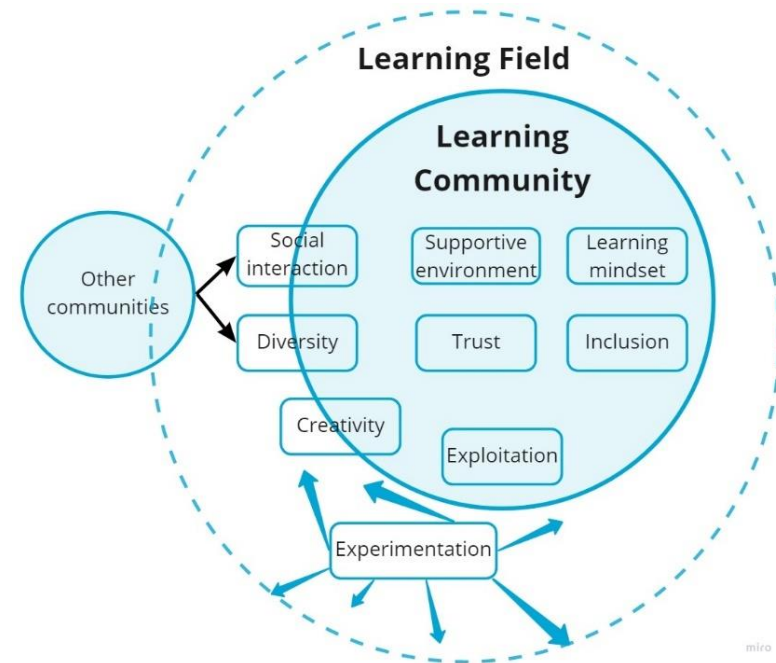 Learning Field
Learning
Community
Social
interaction
Supportive
environment
Learning
mindset
Other
communities
Diversity
Trust
Inclusion
Creativity
Exploitation
Experimentation
miro